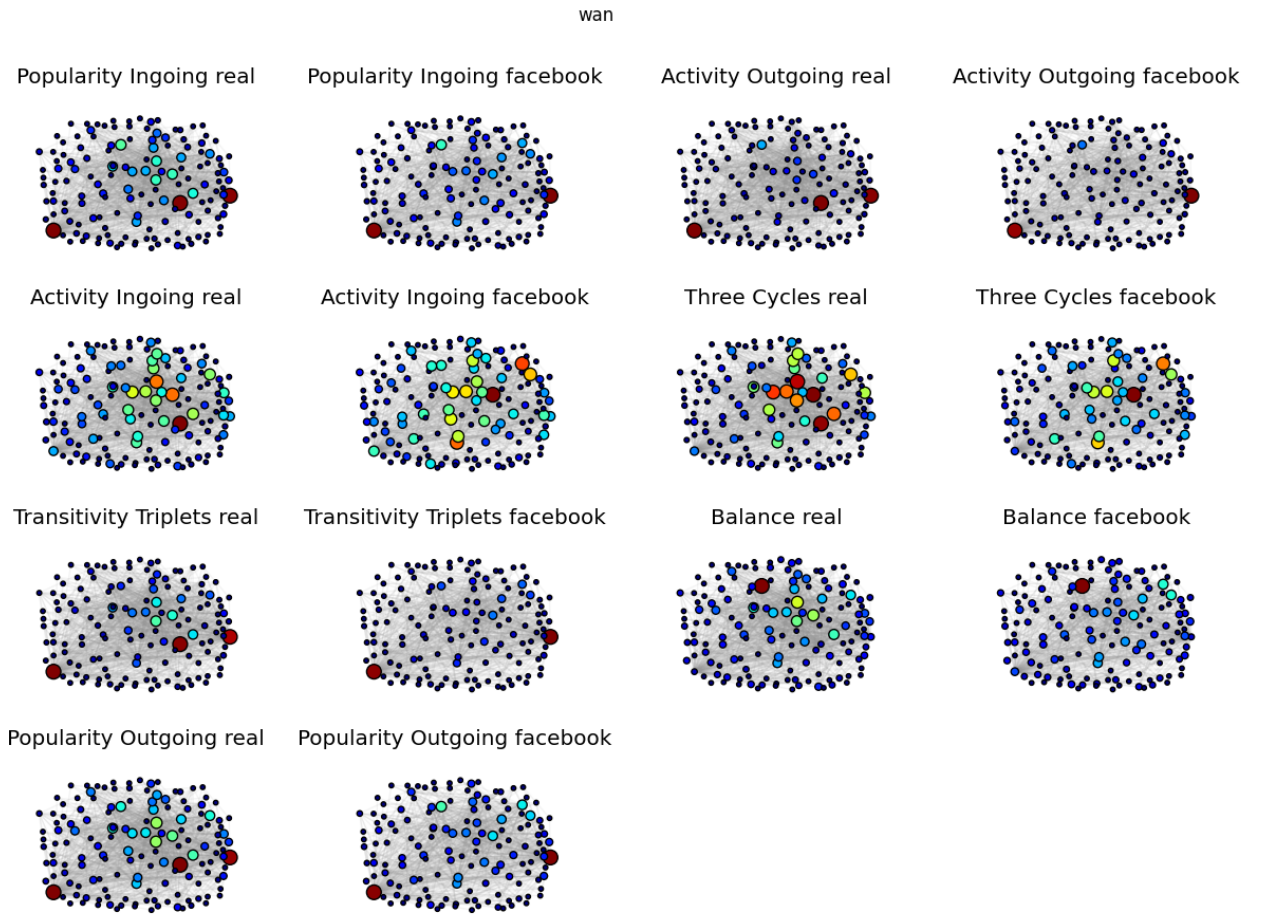 wan
Popularity Ingoing real
Popularity Ingoing facebook
Activity Outgoing real
Activity Outgoing facebook
Activity Ingoing real
Activity Ingoing facebook
Three Cycles real
Three Cycles facebook
Transitivity Triplets real
Transitivity Triplets facebook
Balance real
Balance facebook
Popularity Outgoing real
Popularity Outgoing facebook